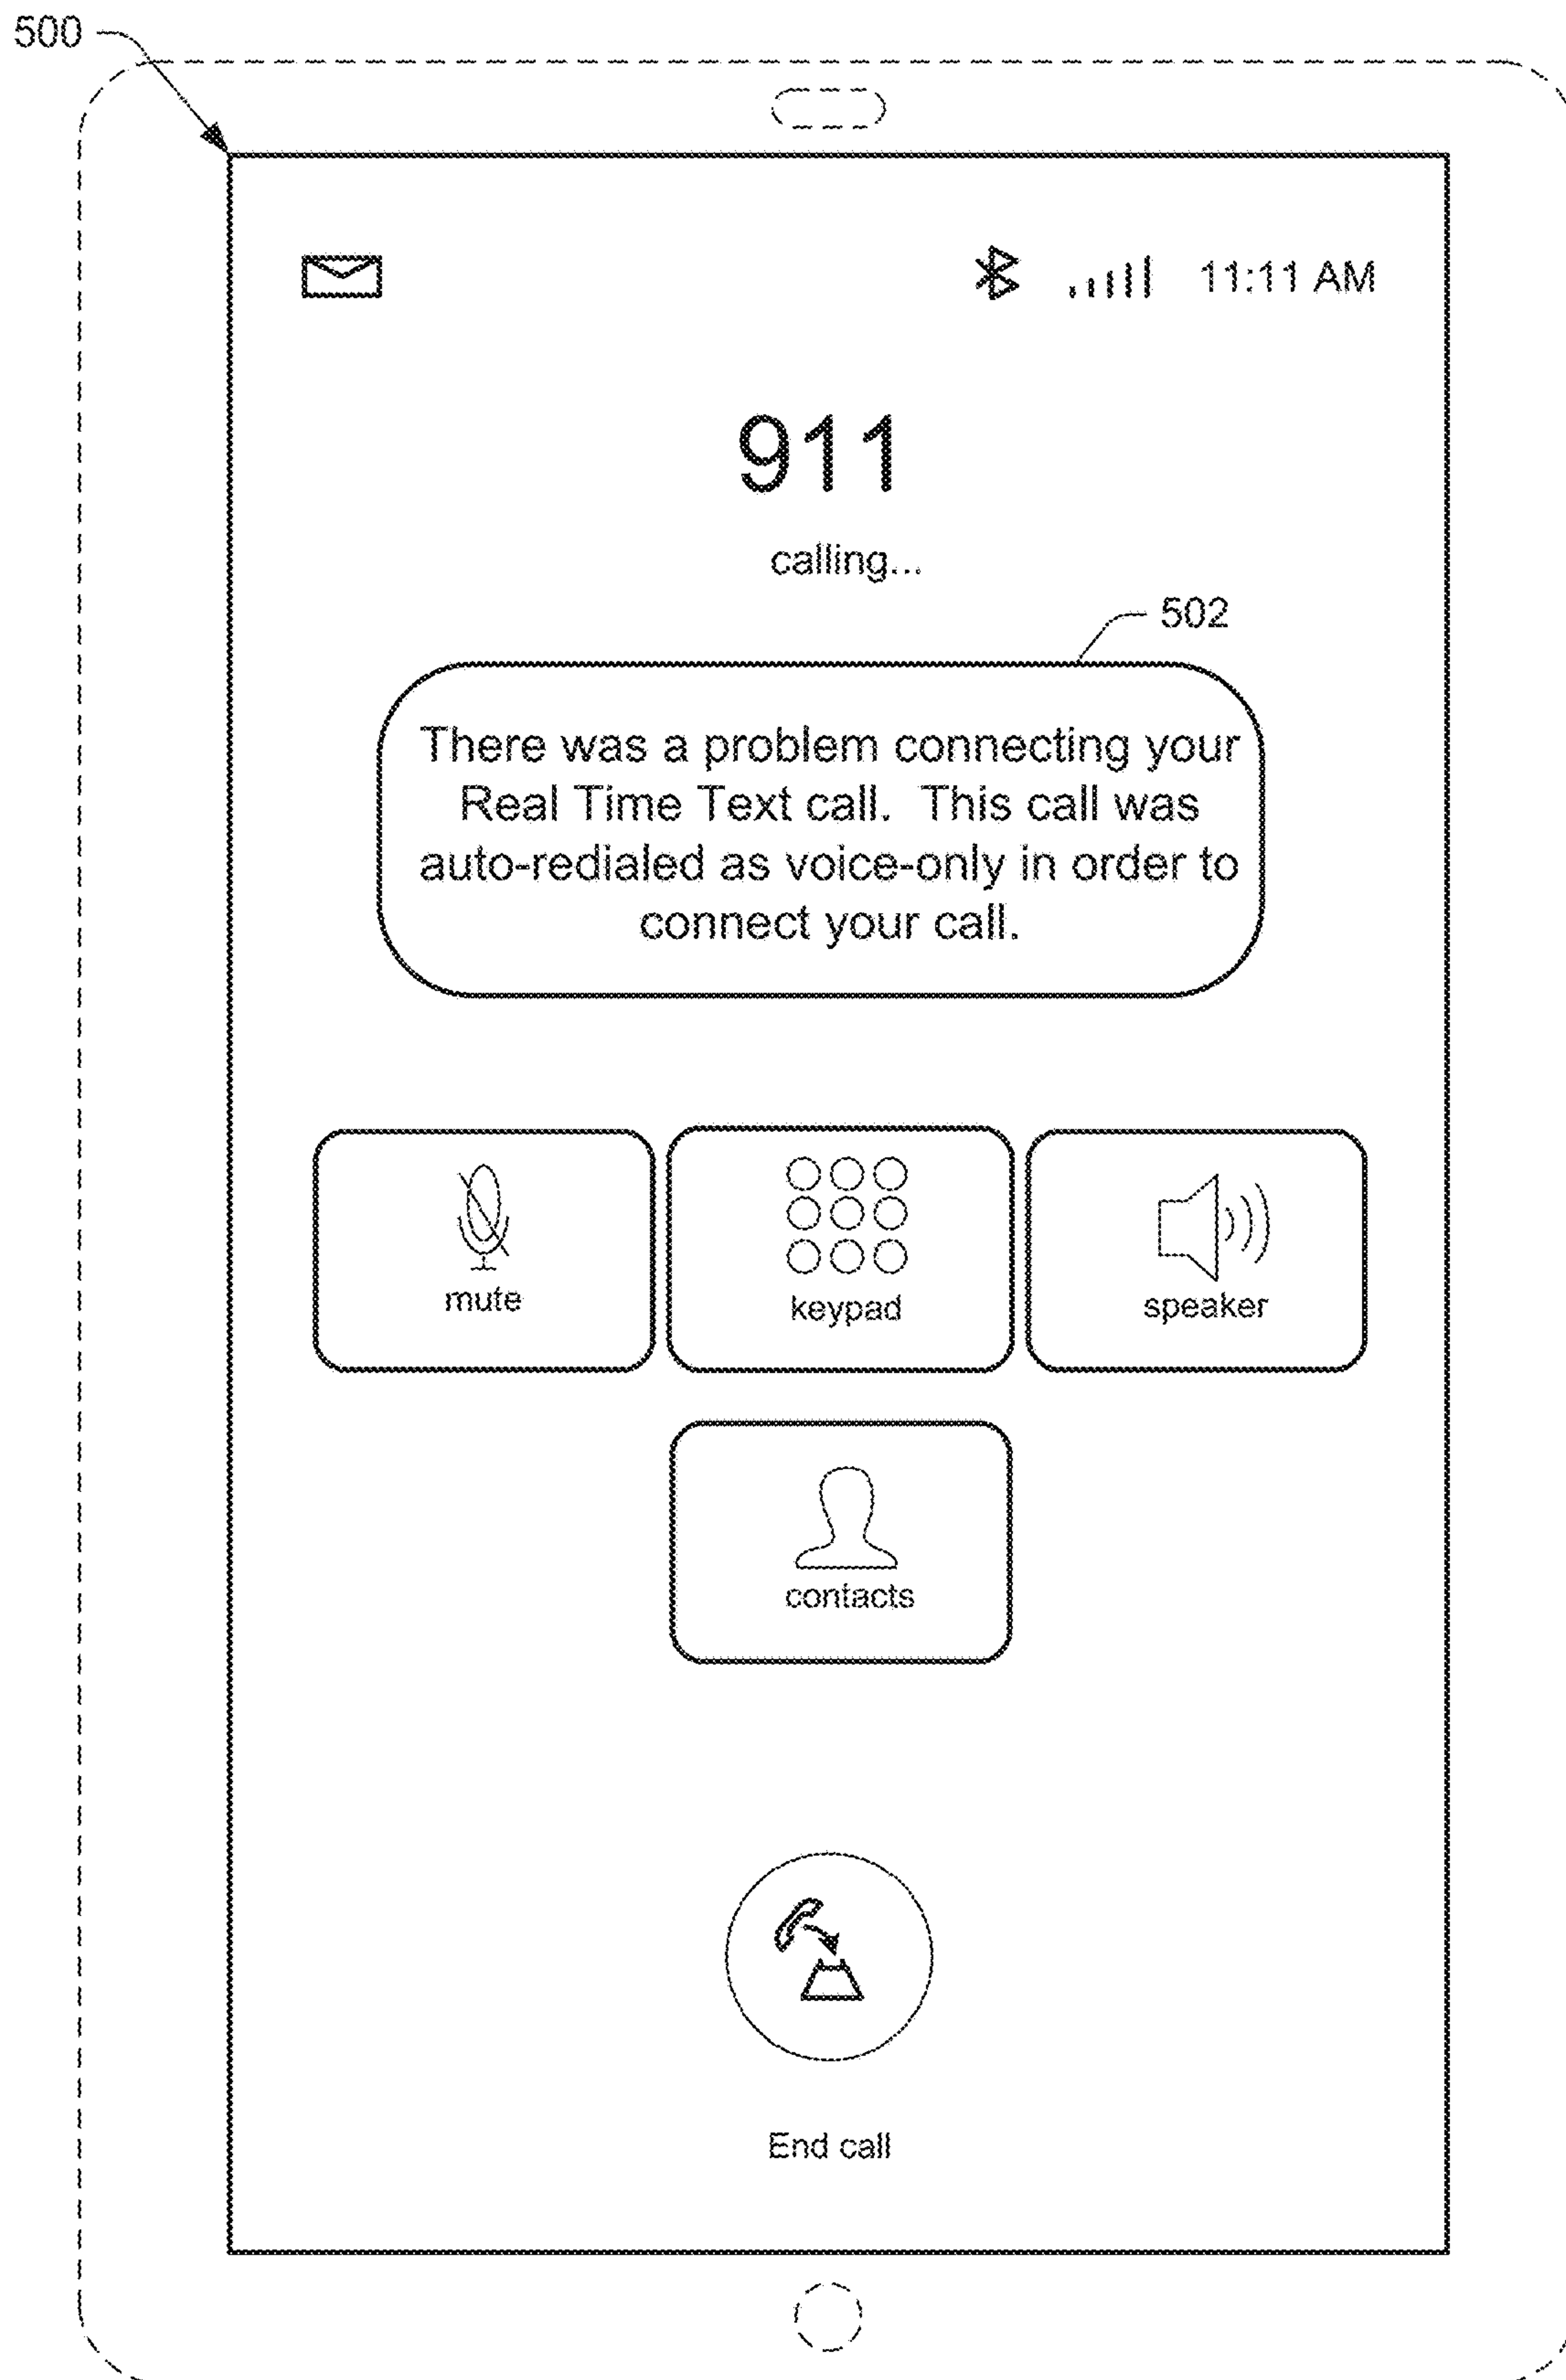 500
11:11 AM
911
calling...
502
There was a problem connecting your
Real Time Text call.  This call was
auto-redialed as voice-only in order to
connect your call.
mute
keypad
speaker
contacts
End call